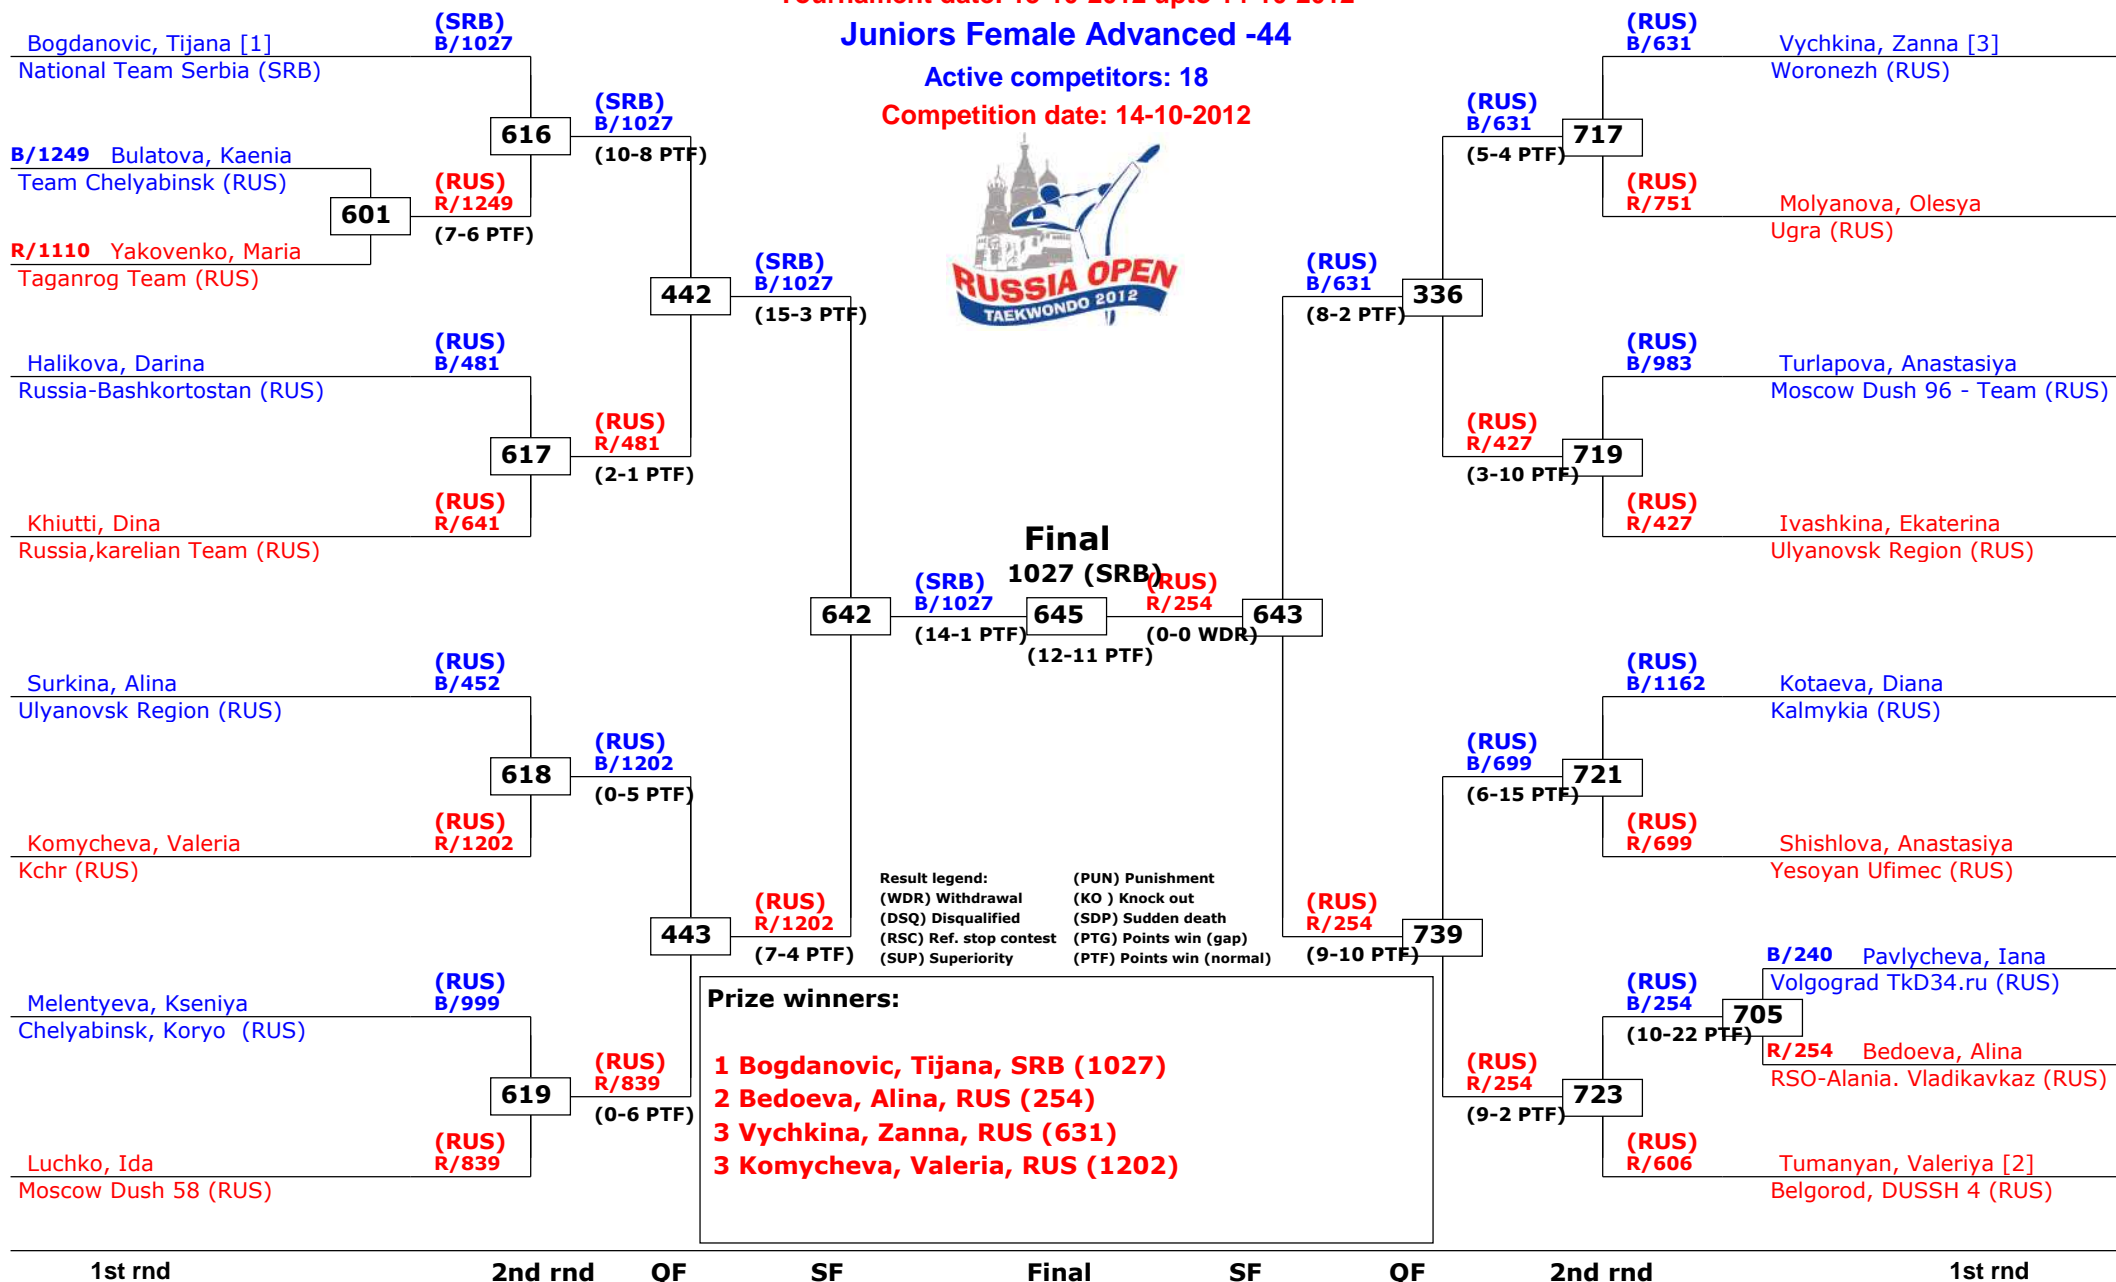 Juniors Female Advanced -44
Active competitors: 18
Competition date: 14-10-2012
RUSSIA OPEN
TAEKWONDO 2012
Bogdanovic, Tijana [1]
National Team Serbia (SRB)
(SRB)
B/1027
B/1249 Bulatova, Kaenia
Team Chelyabinsk (RUS)
R/1110 Yakovenko, Maria
Taganrog Team (RUS)
601
(RUS)
R/1249
(7-6 PTF)
616
(SRB)
B/1027
(10-8 PTF)
Halikova, Darina
Russia-Bashkortostan (RUS)
(RUS)
B/481
Khiutti, Dina
Russia,karelian Team (RUS)
(RUS)
R/641
617
(RUS)
R/481
(2-1 PTF)
442
(SRB)
B/1027
(15-3 PTF)
Surkina, Alina
Ulyanovsk Region (RUS)
(RUS)
B/452
Komycheva, Valeria
Kchr (RUS)
(RUS)
R/1202
618
(RUS)
B/1202
(0-5 PTF)
Melentyeva, Kseniya
Chelyabinsk, Koryo (RUS)
(RUS)
B/999
Luchko, Ida
Moscow Dush 58 (RUS)
(RUS)
R/839
619
(RUS)
R/839
(0-6 PTF)
443
(RUS)
R/1202
(7-4 PTF)
642
(SRB)
B/1027
(14-1 PTF)
Final
1027 (SRB)
645
(12-11 PTF)
(RUS)
R/254
(0-0 WDR)
643
(RUS)
B/631
(8-2 PTF)
336
(RUS)
B/631
(5-4 PTF)
717
(RUS)
B/631
Vychkina, Zanna [3]
Woronezh (RUS)
(RUS)
R/751
Molyanova, Olesya
Ugra (RUS)
(RUS)
R/427
(3-10 PTF)
719
(RUS)
B/983
Turlapova, Anastasiya
Moscow Dush 96 - Team (RUS)
(RUS)
R/427
Ivashkina, Ekaterina
Ulyanovsk Region (RUS)
(RUS)
R/254
(9-10 PTF)
739
(RUS)
B/699
(6-15 PTF)
721
(RUS)
B/1162
Kotaeva, Diana
Kalmykia (RUS)
(RUS)
R/699
Shishlova, Anastasiya
Yesoyan Ufimec (RUS)
(RUS)
R/254
(9-2 PTF)
723
(RUS)
B/254
(10-22 PTF)
705
B/240 Pavlycheva, Iana
Volgograd TkD34.ru (RUS)
R/254 Bedoeva, Alina
RSO-Alania. Vladikavkaz (RUS)
(RUS)
R/606
Tumanyan, Valeriya [2]
Belgorod, DUSSH 4 (RUS)
Result legend: (PUN) Punishment
(WDR) Withdrawal (KO ) Knock out
(DSQ) Disqualified (SDP) Sudden death
(RSC) Ref. stop contest (PTG) Points win (gap)
(SUP) Superiority (PTF) Points win (normal)
Prize winners:
1 Bogdanovic, Tijana, SRB (1027)
2 Bedoeva, Alina, RUS (254)
3 Vychkina, Zanna, RUS (631)
3 Komycheva, Valeria, RUS (1202)
1st rnd 2nd rnd QF SF Final SF QF 2nd rnd 1st rnd